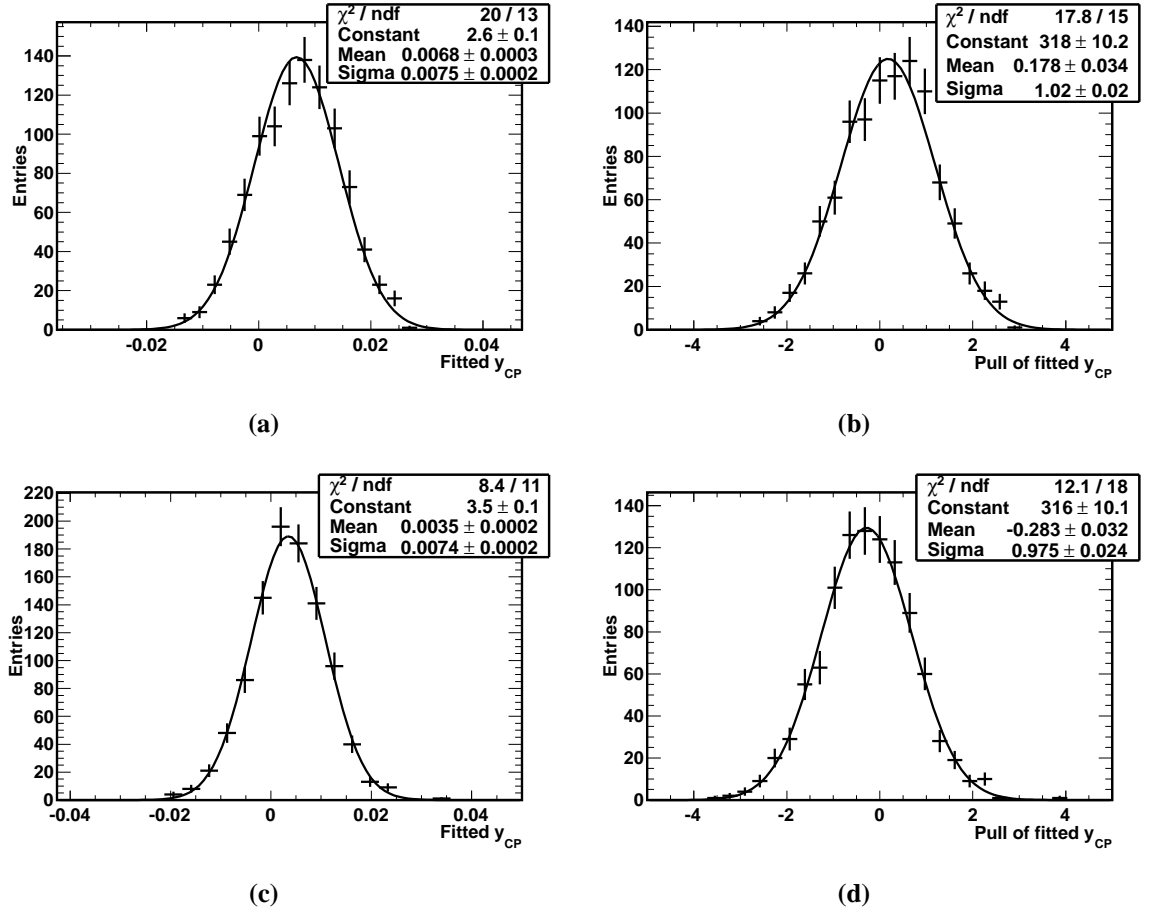 χ² / ndf 20 / 13
Constant 2.6 ± 0.1
Mean 0.0068 ± 0.0003
Sigma 0.0075 ± 0.0002
Entries
140
120
100
80
60
40
20
0
-0.02 0 0.02 0.04
Fitted y_CP
(a)
χ² / ndf 17.8 / 15
Constant 318 ± 10.2
Mean 0.178 ± 0.034
Sigma 1.02 ± 0.02
Entries
140
120
100
80
60
40
20
0
-4 -2 0 2 4
Pull of fitted y_CP
(b)
χ² / ndf 8.4 / 11
Constant 3.5 ± 0.1
Mean 0.0035 ± 0.0002
Sigma 0.0074 ± 0.0002
Entries
220
200
180
160
140
120
100
80
60
40
20
0
-0.04 -0.02 0 0.02 0.04
Fitted y_CP
(c)
χ² / ndf 12.1 / 18
Constant 316 ± 10.1
Mean -0.283 ± 0.032
Sigma 0.975 ± 0.024
Entries
140
120
100
80
60
40
20
0
-4 -2 0 2 4
Pull of fitted y_CP
(d)